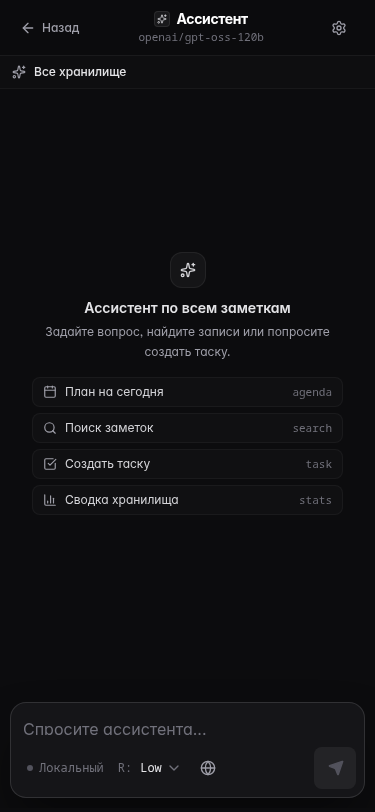 Назад
Ассистент
openai/gpt-oss-120b
Все хранилище
Ассистент по всем заметкам
Задайте вопрос, найдите записи или попросите
создать таску.
План на сегодня agenda
Поиск заметок search
Создать таску task
Сводка хранилища stats
Спросите ассистента...
Локальный R: Low